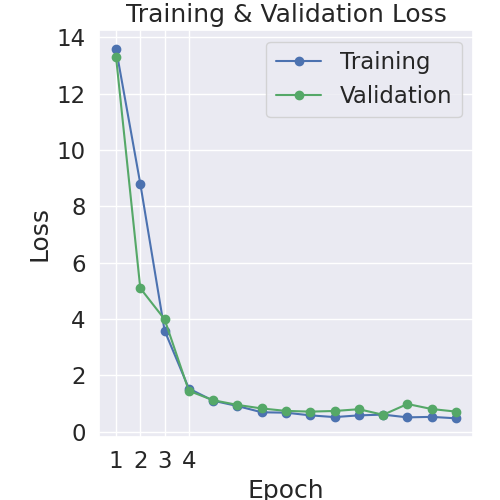 Training & Validation Loss
14
12
10
8
6
4
2
0
Loss
Training
Validation
1 2 3 4
Epoch